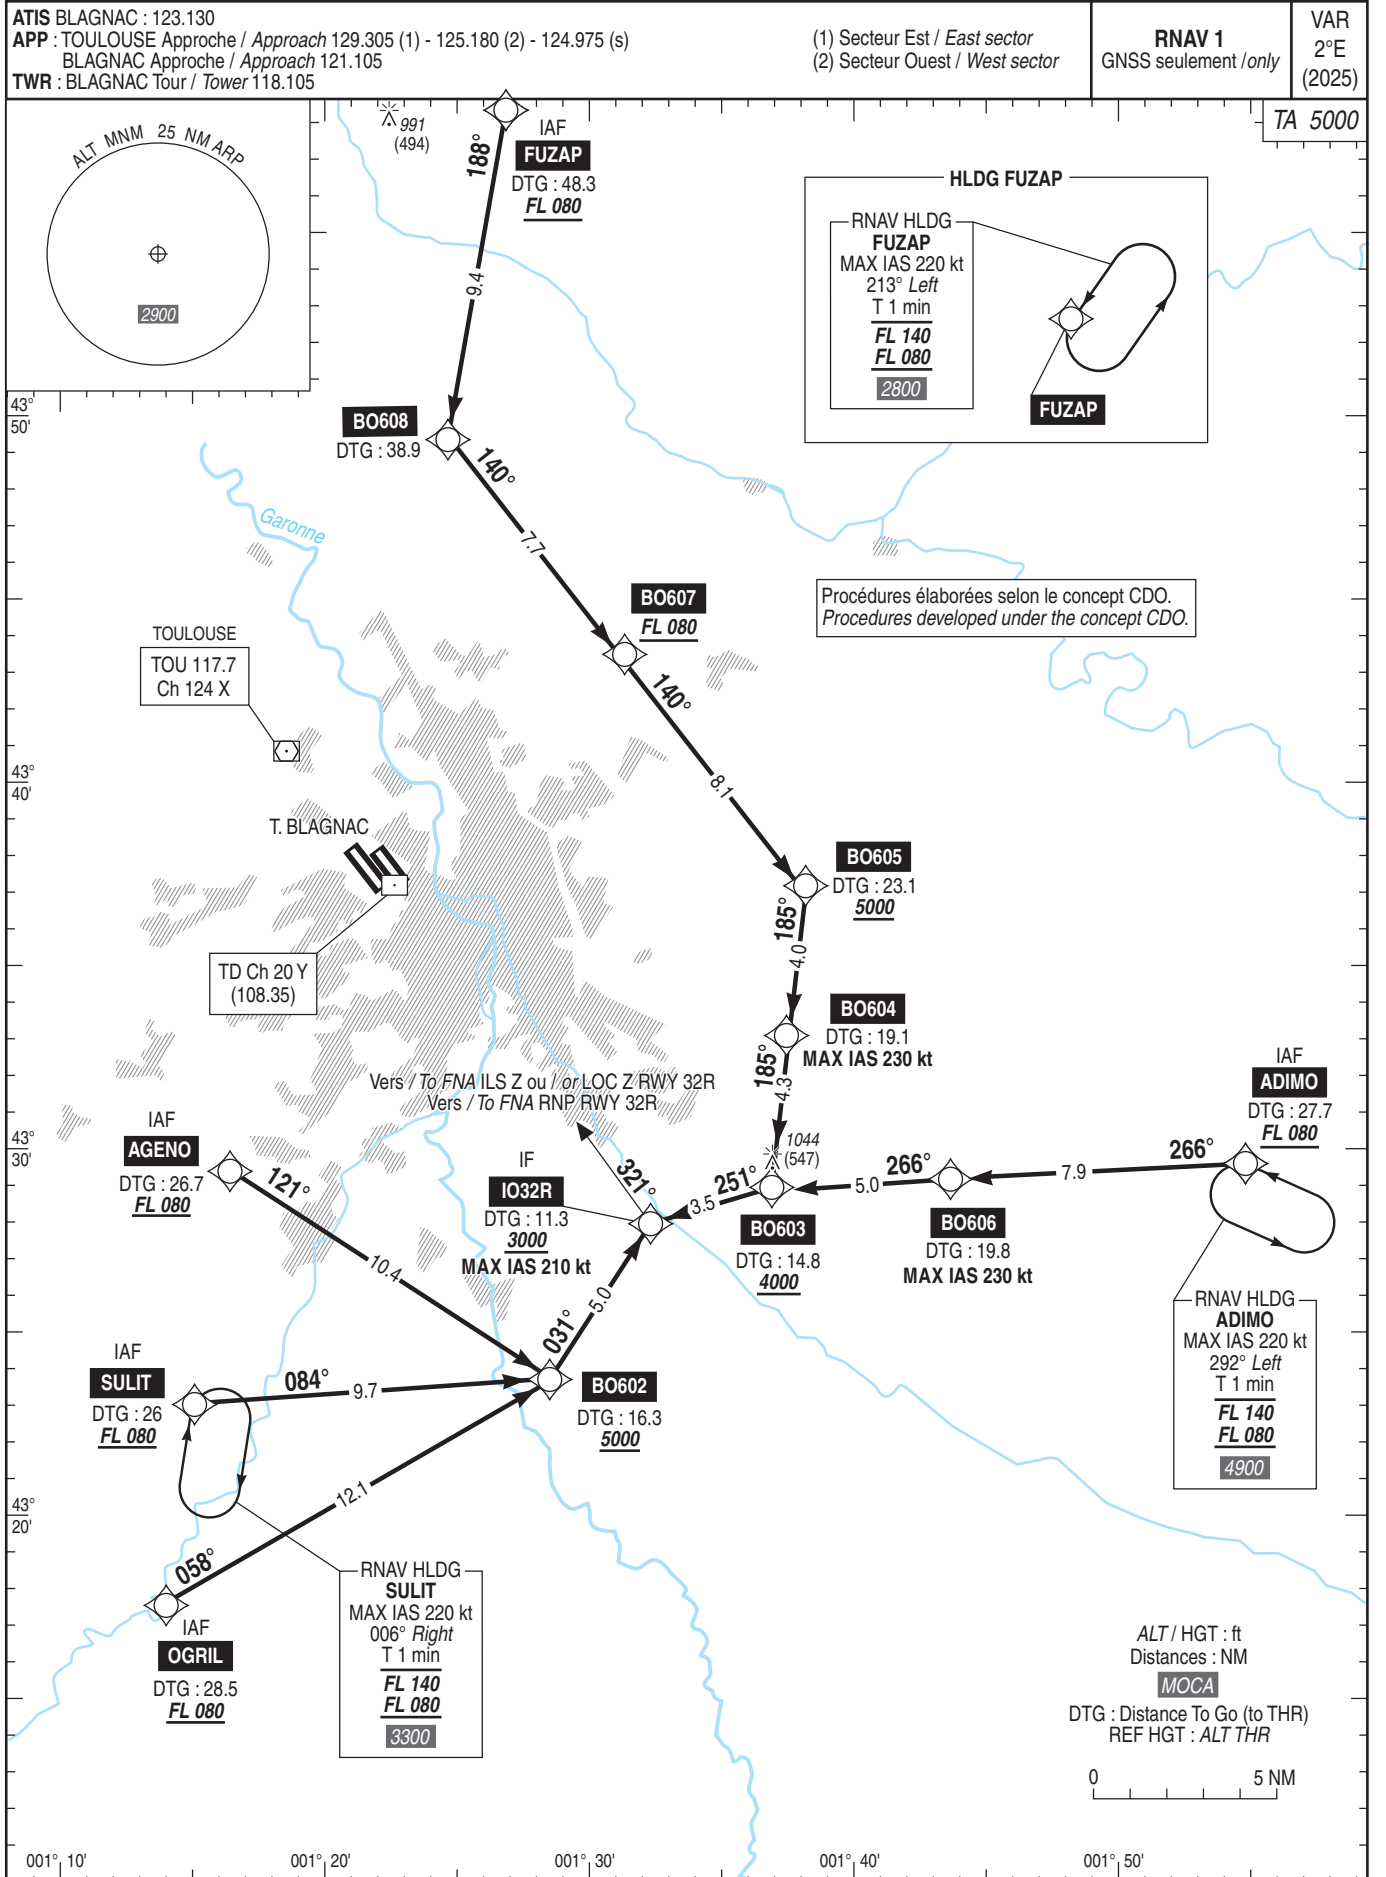 ATIS BLAGNAC : 123.130
APP : TOULOUSE Approche / Approach 129.305 (1) - 125.180 (2) - 124.975 (s)
BLAGNAC Approche / Approach 121.105
TWR : BLAGNAC Tour / Tower 118.105
(1) Secteur Est / East sector
(2) Secteur Ouest / West sector
RNAV 1
GNSS seulement /only
VAR
2°E
(2025)
TA 5000
ALT MNM 25 NM ARP
2900
991
(494)
188°
IAF
FUZAP
DTG : 48.3
FL 080
9.4
HLDG FUZAP
RNAV HLDG
FUZAP
MAX IAS 220 kt
213° Left
T 1 min
FL 140
FL 080
2800
FUZAP
43°
50'
BO608
DTG : 38.9
140°
7.7
Garonne
BO607
FL 080
140°
8.1
Procédures élaborées selon le concept CDO.
Procedures developed under the concept CDO.
TOULOUSE
TOU 117.7
Ch 124 X
43°
40'
T. BLAGNAC
TD Ch 20 Y
(108.35)
BO605
DTG : 23.1
5000
185°
4.0
BO604
DTG : 19.1
MAX IAS 230 kt
185°
4.3
Vers / To FNA ILS Z ou / or LOC Z RWY 32R
Vers / To FNA RNP RWY 32R
IAF
ADIMO
DTG : 27.7
FL 080
43°
30'
IAF
AGENO
DTG : 26.7
FL 080
121°
10.4
IF
IO32R
DTG : 11.3
3000
MAX IAS 210 kt
321°
1044
(547)
251°
3.5
BO603
DTG : 14.8
4000
266°
5.0
266°
7.9
BO606
DTG : 19.8
MAX IAS 230 kt
RNAV HLDG
ADIMO
MAX IAS 220 kt
292° Left
T 1 min
FL 140
FL 080
4900
031°
5.0
IAF
SULIT
DTG : 26
FL 080
084°
9.7
BO602
DTG : 16.3
5000
43°
20'
12.1
058°
IAF
OGRIL
DTG : 28.5
FL 080
RNAV HLDG
SULIT
MAX IAS 220 kt
006° Right
T 1 min
FL 140
FL 080
3300
ALT / HGT : ft
Distances : NM
MOCA
DTG : Distance To Go (to THR)
REF HGT : ALT THR
0 5 NM
001° 10' 001° 20' 001° 30' 001° 40' 001° 50'